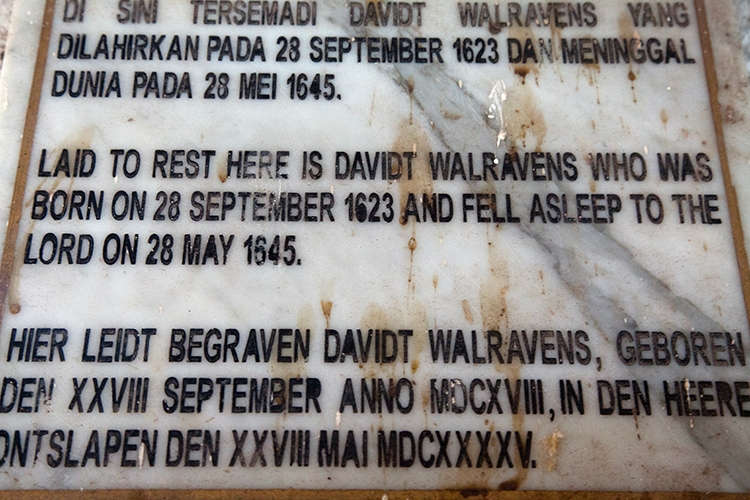 DI SINI TERSEMADI DAVIDT WALRAVENS YANG
DILAHIRKAN PADA 28 SEPTEMBER 1623 DAN MENINGGAL
DUNIA PADA 28 MEI 1645.
LAID TO REST HERE IS DAVIDT WALRAVENS WHO WAS
BORN ON 28 SEPTEMBER 1623 AND FELL ASLEEP TO THE
LORD ON 28 MAY 1645.
HIER LEIDT BEGRAVEN DAVIDT WALRAVENS, GEBOREN
DEN XXVIII SEPTEMBER ANNO MDCXVIII, IN DEN HEERE
ONTSLAPEN DEN XXVIII MAI MDCXXXXV.